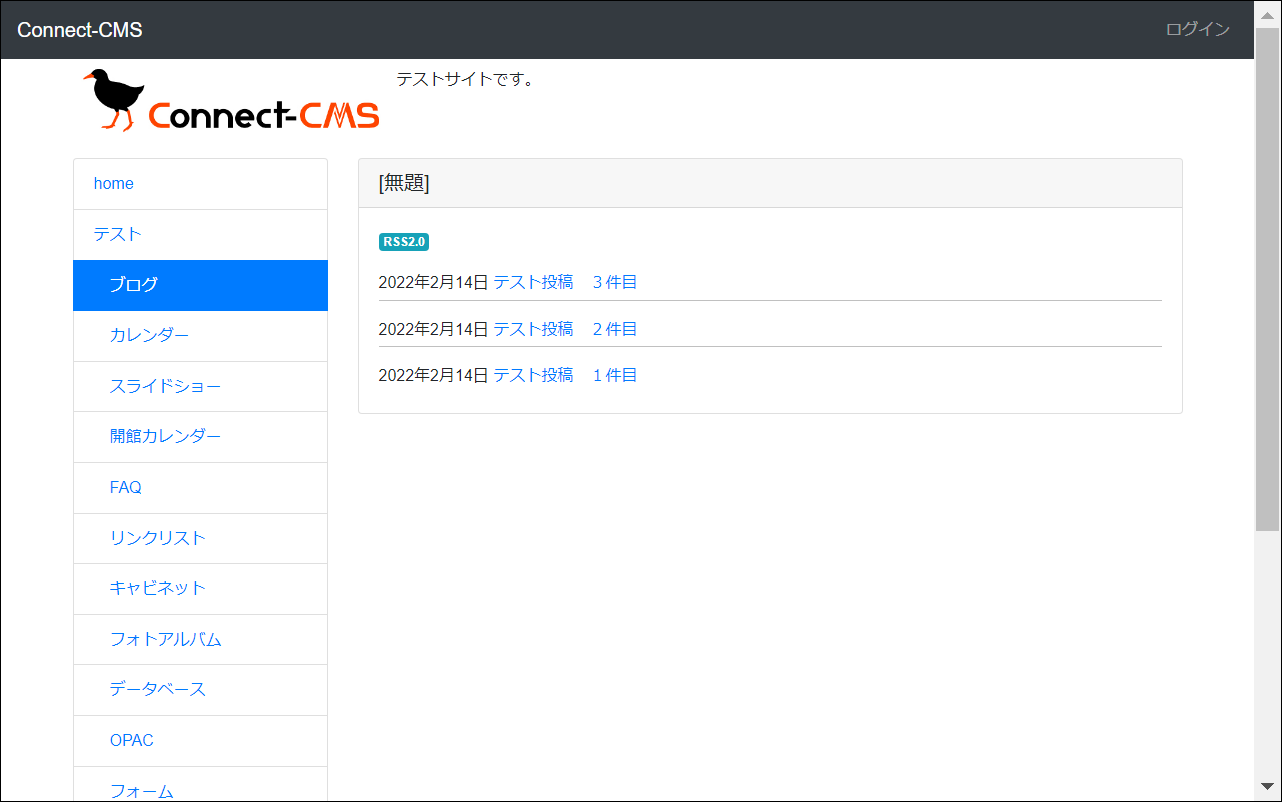 Connect-CMS
ログイン
Connect-CMS
テストサイトです。
home
テスト
ブログ
カレンダー
スライドショー
開館カレンダー
FAQ
リンクリスト
キャビネット
フォトアルバム
データベース
OPAC
フォーム
[無題]
RSS2.0
2022年2月14日 テスト投稿　３件目
2022年2月14日 テスト投稿　２件目
2022年2月14日 テスト投稿　１件目